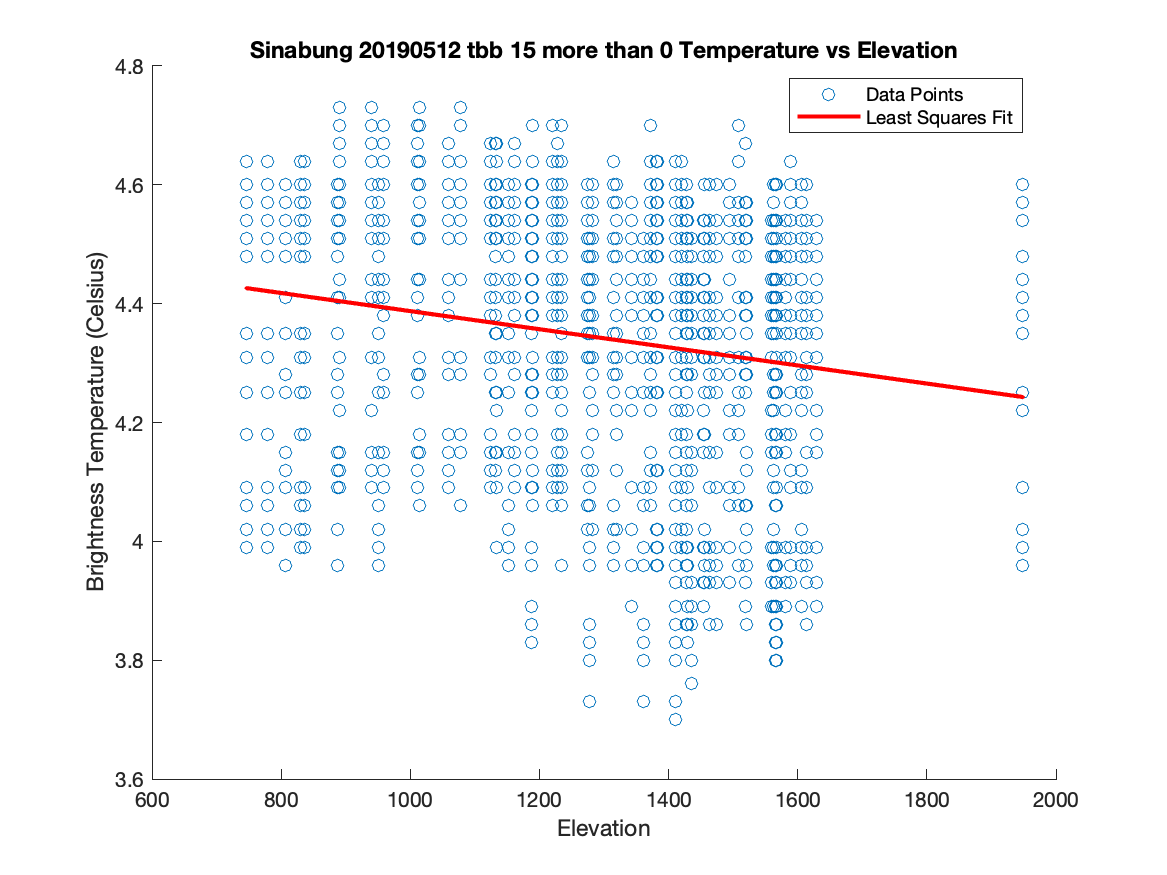 Sinabung 20190512 tbb 15 more than 0 Temperature vs Elevation
Data Points
Least Squares Fit
Brightness Temperature (Celsius)
4.8
4.6
4.4
4.2
4
3.8
3.6
600 800 1000 1200 1400 1600 1800 2000
Elevation